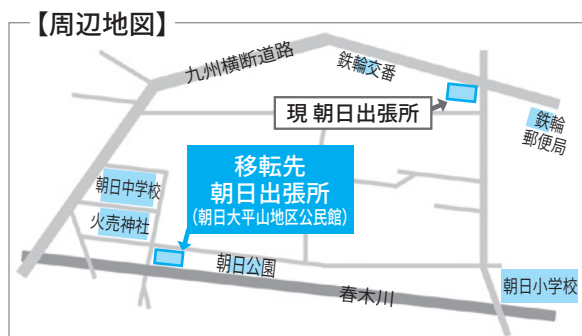 【周辺地図】
九州横断道路
鉄輪交番
現 朝日出張所
鉄輪
郵便局
移転先
朝日出張所
(朝日大平山地区公民館)
朝日中学校
火売神社
朝日公園
春木川
朝日小学校